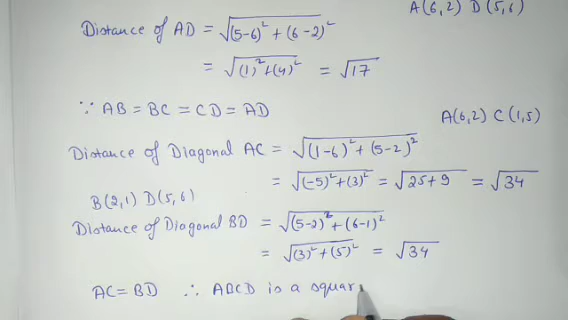 A(6,2) D(5,6)
Distance of AD = √(5-6)² + (6-2)²
= √(1)² + (4)² = √17
∵ AB = BC = CD = AD
A(6,2) C(1,5)
Distance of Diagonal AC = √(1-6)² + (5-2)²
= √(-5)² + (3)² = √25+9 = √34
B(2,1) D(5,6)
Distance of Diagonal BD = √(5-2)² + (6-1)²
= √(3)² + (5)² = √34
AC = BD ∴ ABCD is a squar